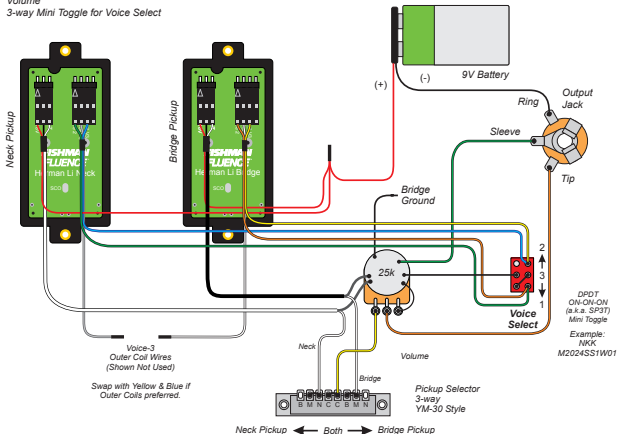 Volume
3-way Mini Toggle for Voice Select
9V Battery
(+)
(-)
Ring
Output
Jack
Sleeve
Tip
Neck Pickup
Bridge Pickup
FISHMAN
FLUENCE
Herman Li Neck
SCO
FISHMAN
FLUENCE
Herman Li Bridge
SCO
Bridge
Ground
25k
2
3
1
Voice
Select
DPDT
ON-ON-ON
(a.k.a. SP3T)
Mini Toggle
Example:
NKK
M2024SS1W01
Voice-3
Outer Coil Wires
(Shown Not Used)
Swap with Yellow & Blue if
Outer Coils preferred.
Neck
Volume
Bridge
B M N C C B M N
Pickup Selector
3-way
YM-30 Style
Neck Pickup Both Bridge Pickup